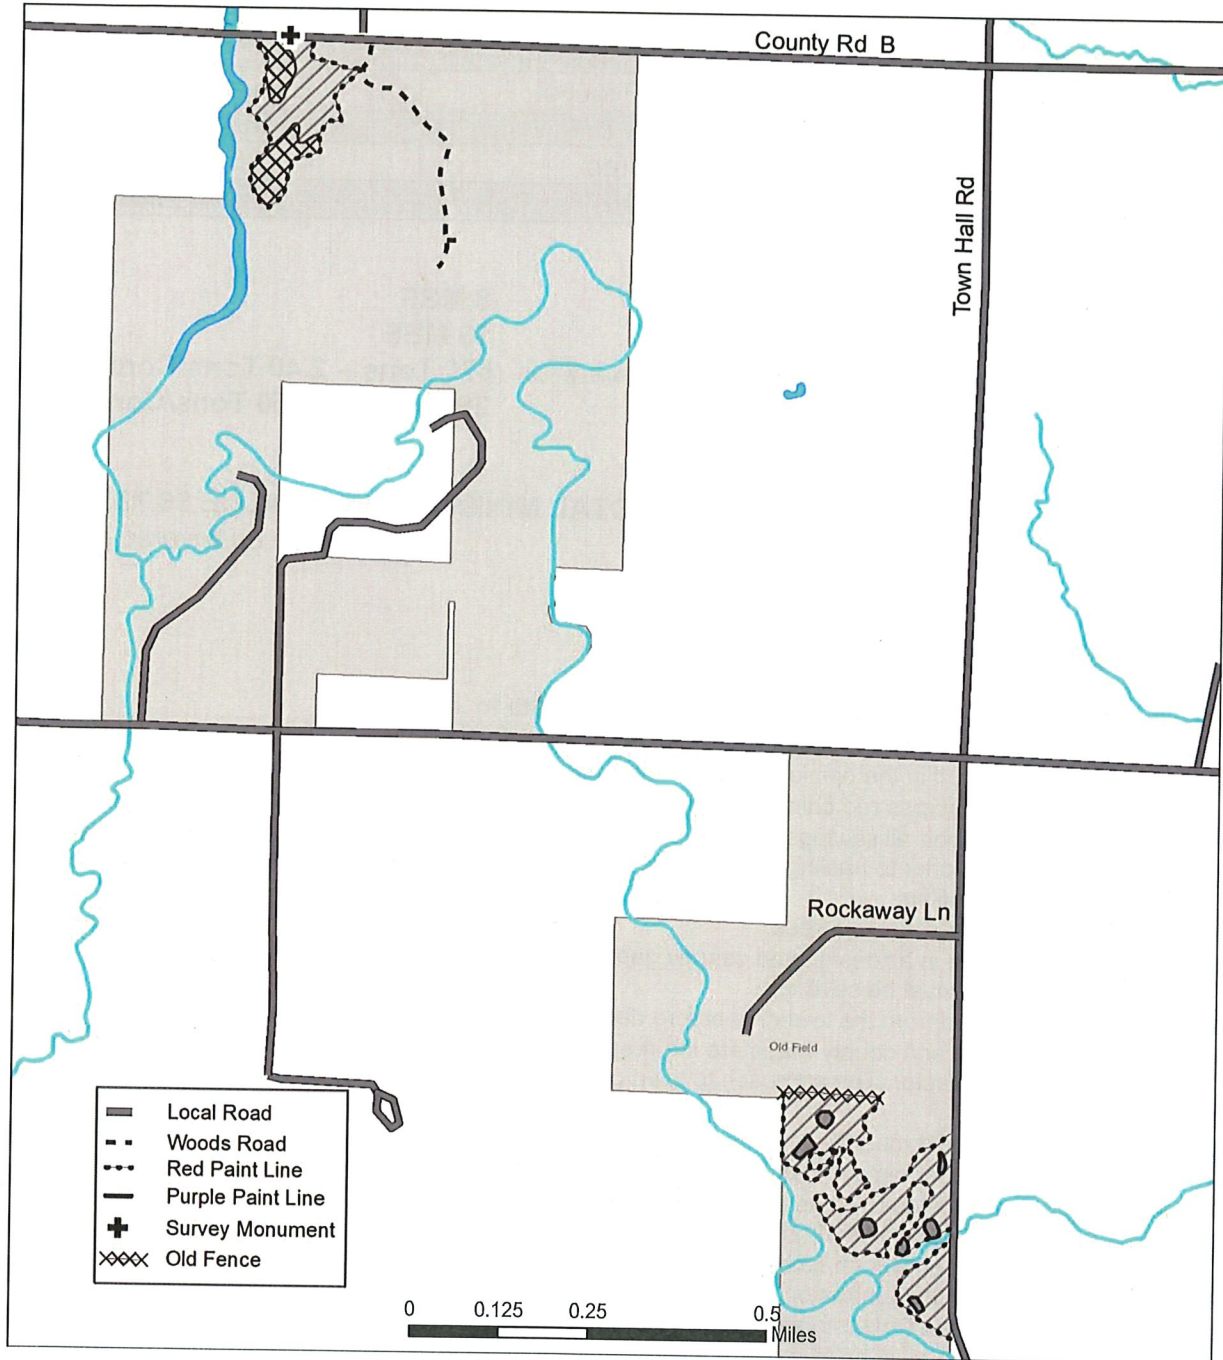 County Rd B
Town Hall Rd
Rockaway Ln
Old Field
Local Road
Woods Road
Red Paint Line
Purple Paint Line
Survey Monument
Old Fence
0 0.125 0.25 0.5
Miles